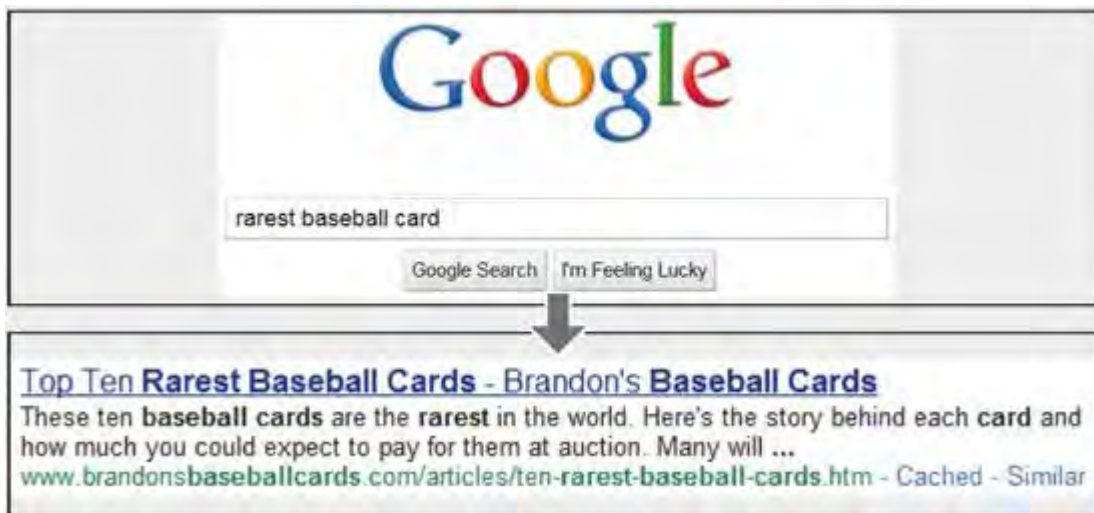 Google
rarest baseball card
Google Search I'm Feeling Lucky
Top Ten Rarest Baseball Cards - Brandon's Baseball Cards
These ten baseball cards are the rarest in the world. Here's the story behind each card and
how much you could expect to pay for them at auction. Many will ...
www.brandonsbaseballcards.com/articles/ten-rarest-baseball-cards.htm - Cached - Similar